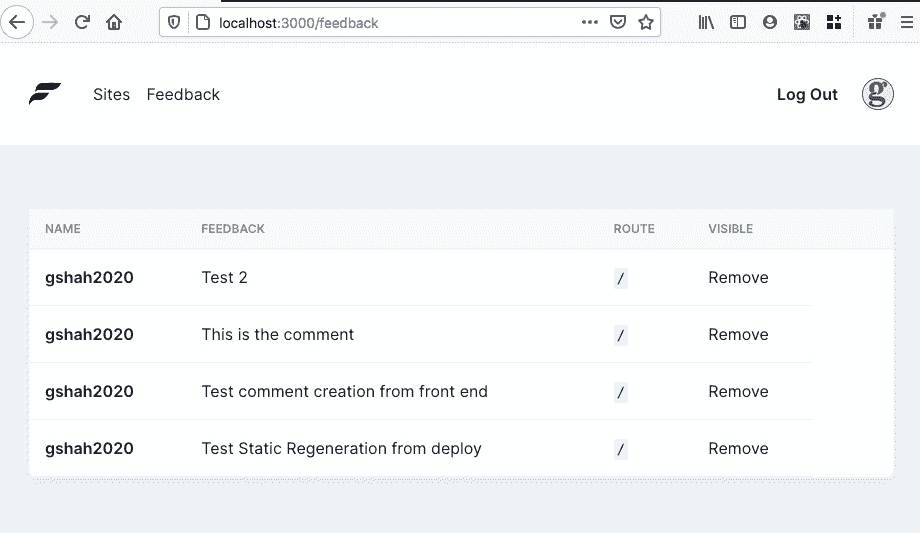 localhost:3000/feedback
Sites Feedback Log Out g
NAME FEEDBACK ROUTE VISIBLE
gshah2020 Test 2 / Remove
gshah2020 This is the comment / Remove
gshah2020 Test comment creation from front end / Remove
gshah2020 Test Static Regeneration from deploy / Remove